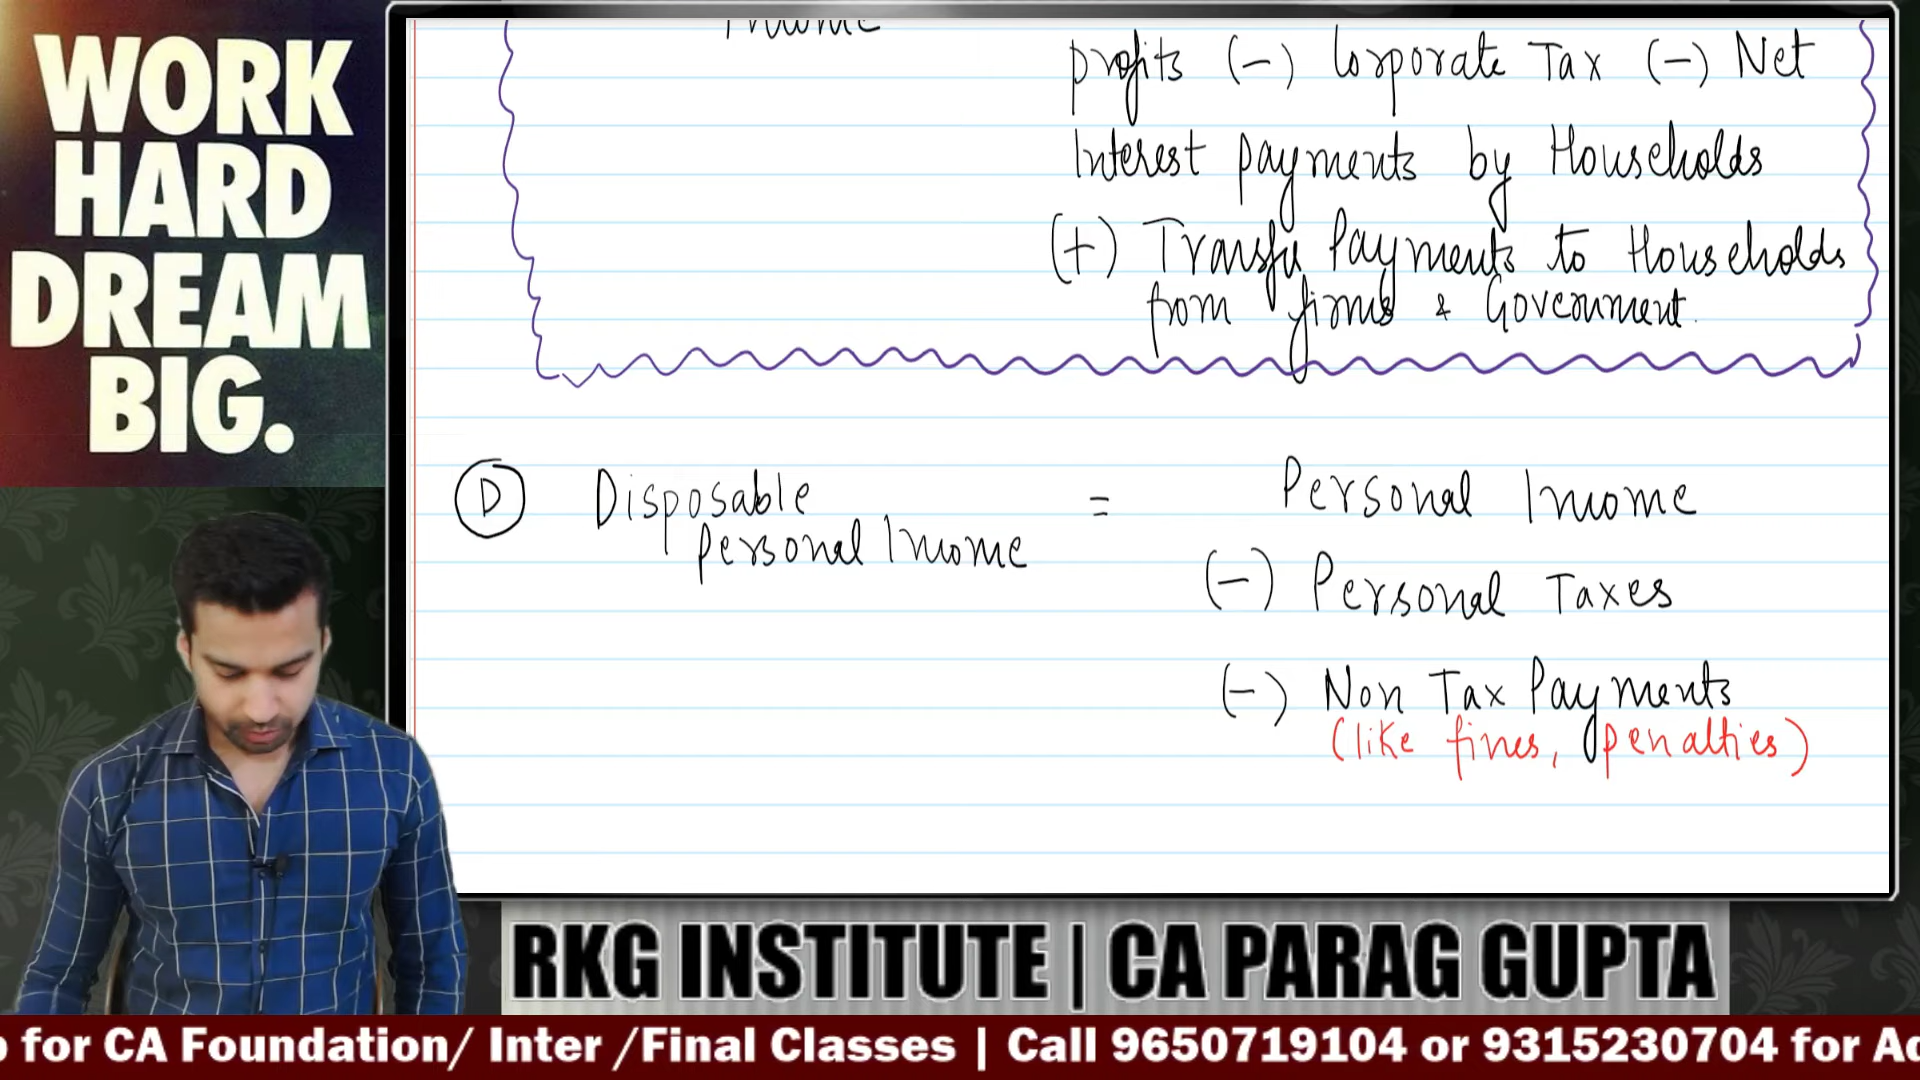 WORK
HARD
DREAM
BIG.
Income
profits (-) Corporate Tax (-) Net
Interest payments by Households
(+) Transfer Payments to Households
from firms & Government.
D Disposable = Personal Income
personal Income
(-) Personal Taxes
(-) Non Tax Payments
(like fines, penalties)
RKG INSTITUTE | CA PARAG GUPTA
for CA Foundation/ Inter /Final Classes | Call 9650719104 or 9315230704 for